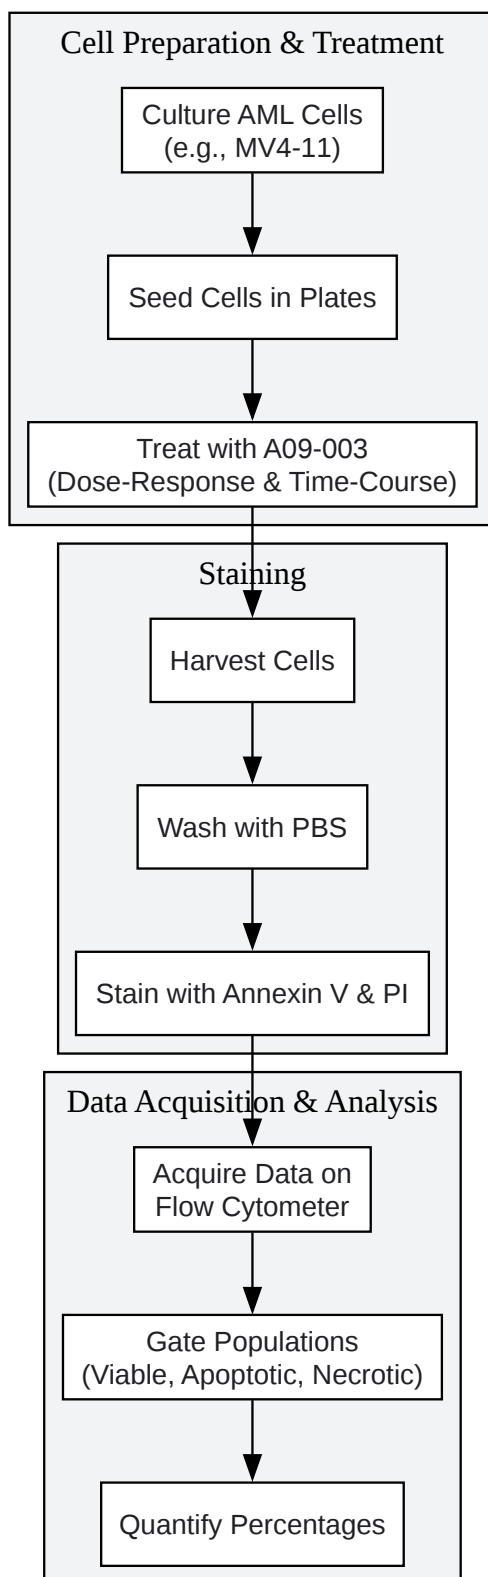 Cell Preparation & Treatment
Culture AML Cells
(e.g., MV4-11)
Seed Cells in Plates
Treat with A09-003
(Dose-Response & Time-Course)
Staining
Harvest Cells
Wash with PBS
Stain with Annexin V & PI
Data Acquisition & Analysis
Acquire Data on
Flow Cytometer
Gate Populations
(Viable, Apoptotic, Necrotic)
Quantify Percentages